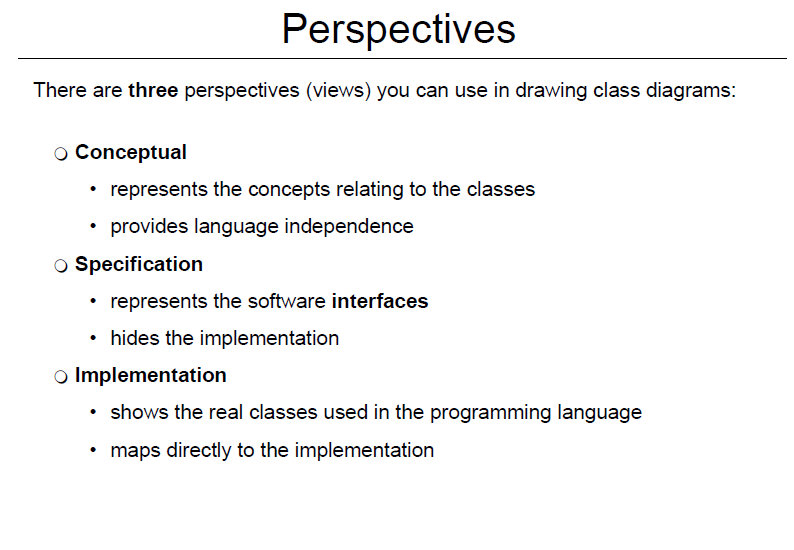 Perspectives
There are three perspectives (views) you can use in drawing class diagrams:
Conceptual
• represents the concepts relating to the classes
• provides language independence
Specification
• represents the software interfaces
• hides the implementation
Implementation
• shows the real classes used in the programming language
• maps directly to the implementation